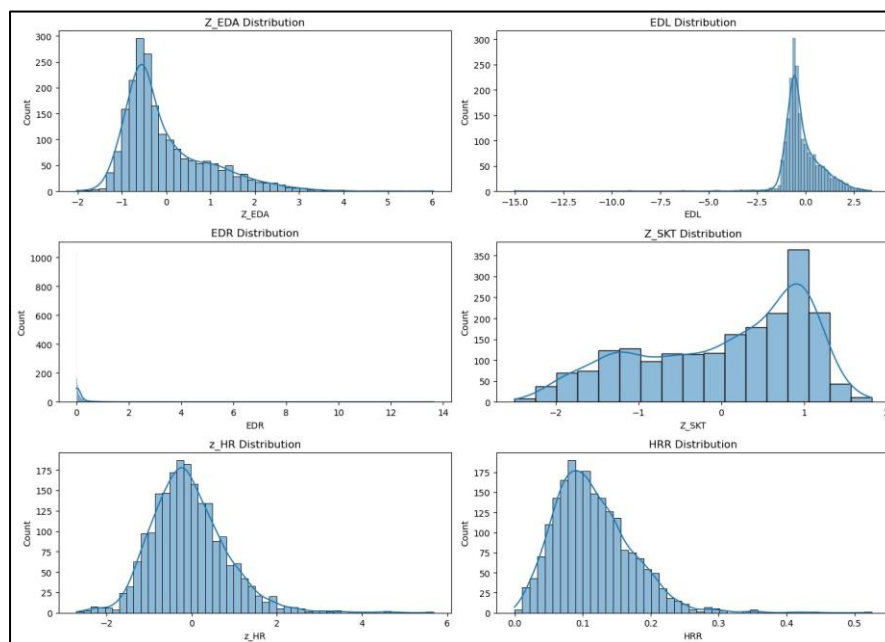 Z_EDA Distribution
Count
300
250
200
150
100
50
0
−2 −1 0 1 2 3 4 5 6
Z_EDA
EDL Distribution
Count
300
250
200
150
100
50
0
−15.0 −12.5 −10.0 −7.5 −5.0 −2.5 0.0 2.5
EDL
EDR Distribution
Count
1000
800
600
400
200
0
0 2 4 6 8 10 12 14
EDR
Z_SKT Distribution
Count
350
300
250
200
150
100
50
0
−2 −1 0 1 2
Z_SKT
z_HR Distribution
Count
175
150
125
100
75
50
25
0
−2 0 2 4 6
z_HR
HRR Distribution
Count
175
150
125
100
75
50
25
0
0.0 0.1 0.2 0.3 0.4 0.5
HRR